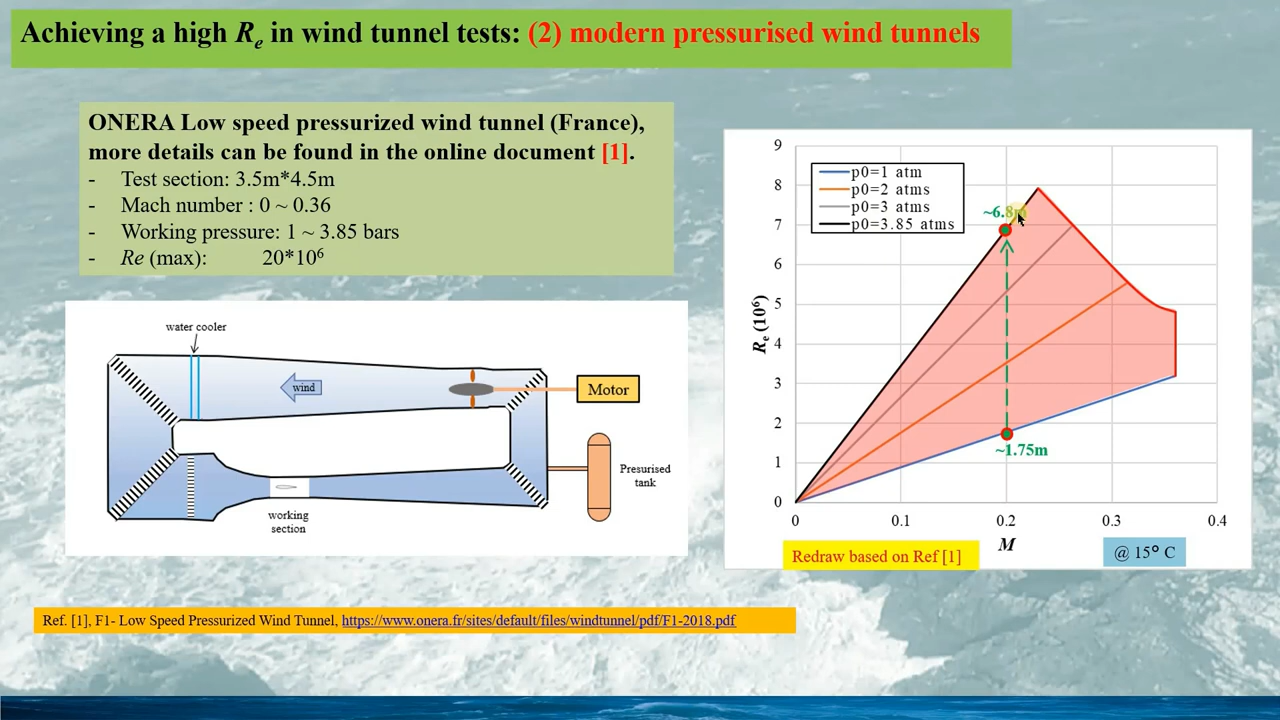 Achieving a high Re in wind tunnel tests: (2) modern pressurised wind tunnels
ONERA Low speed pressurized wind tunnel (France),
more details can be found in the online document [1].
- Test section: 3.5m*4.5m
- Mach number : 0 ~ 0.36
- Working pressure: 1 ~ 3.85 bars
- Re (max): 20*10⁶
water cooler
wind
Motor
Presurised
tank
working
section
9
8
7
6
5
4
3
2
1
0
Re (10⁶)
p0=1 atm
p0=2 atms
p0=3 atms
p0=3.85 atms
~6.8m
~1.75m
0
0.1
0.2
0.3
0.4
M
Redraw based on Ref [1]
@ 15° C
Ref. [1], F1- Low Speed Pressurized Wind Tunnel, https://www.onera.fr/sites/default/files/windtunnel/pdf/F1-2018.pdf